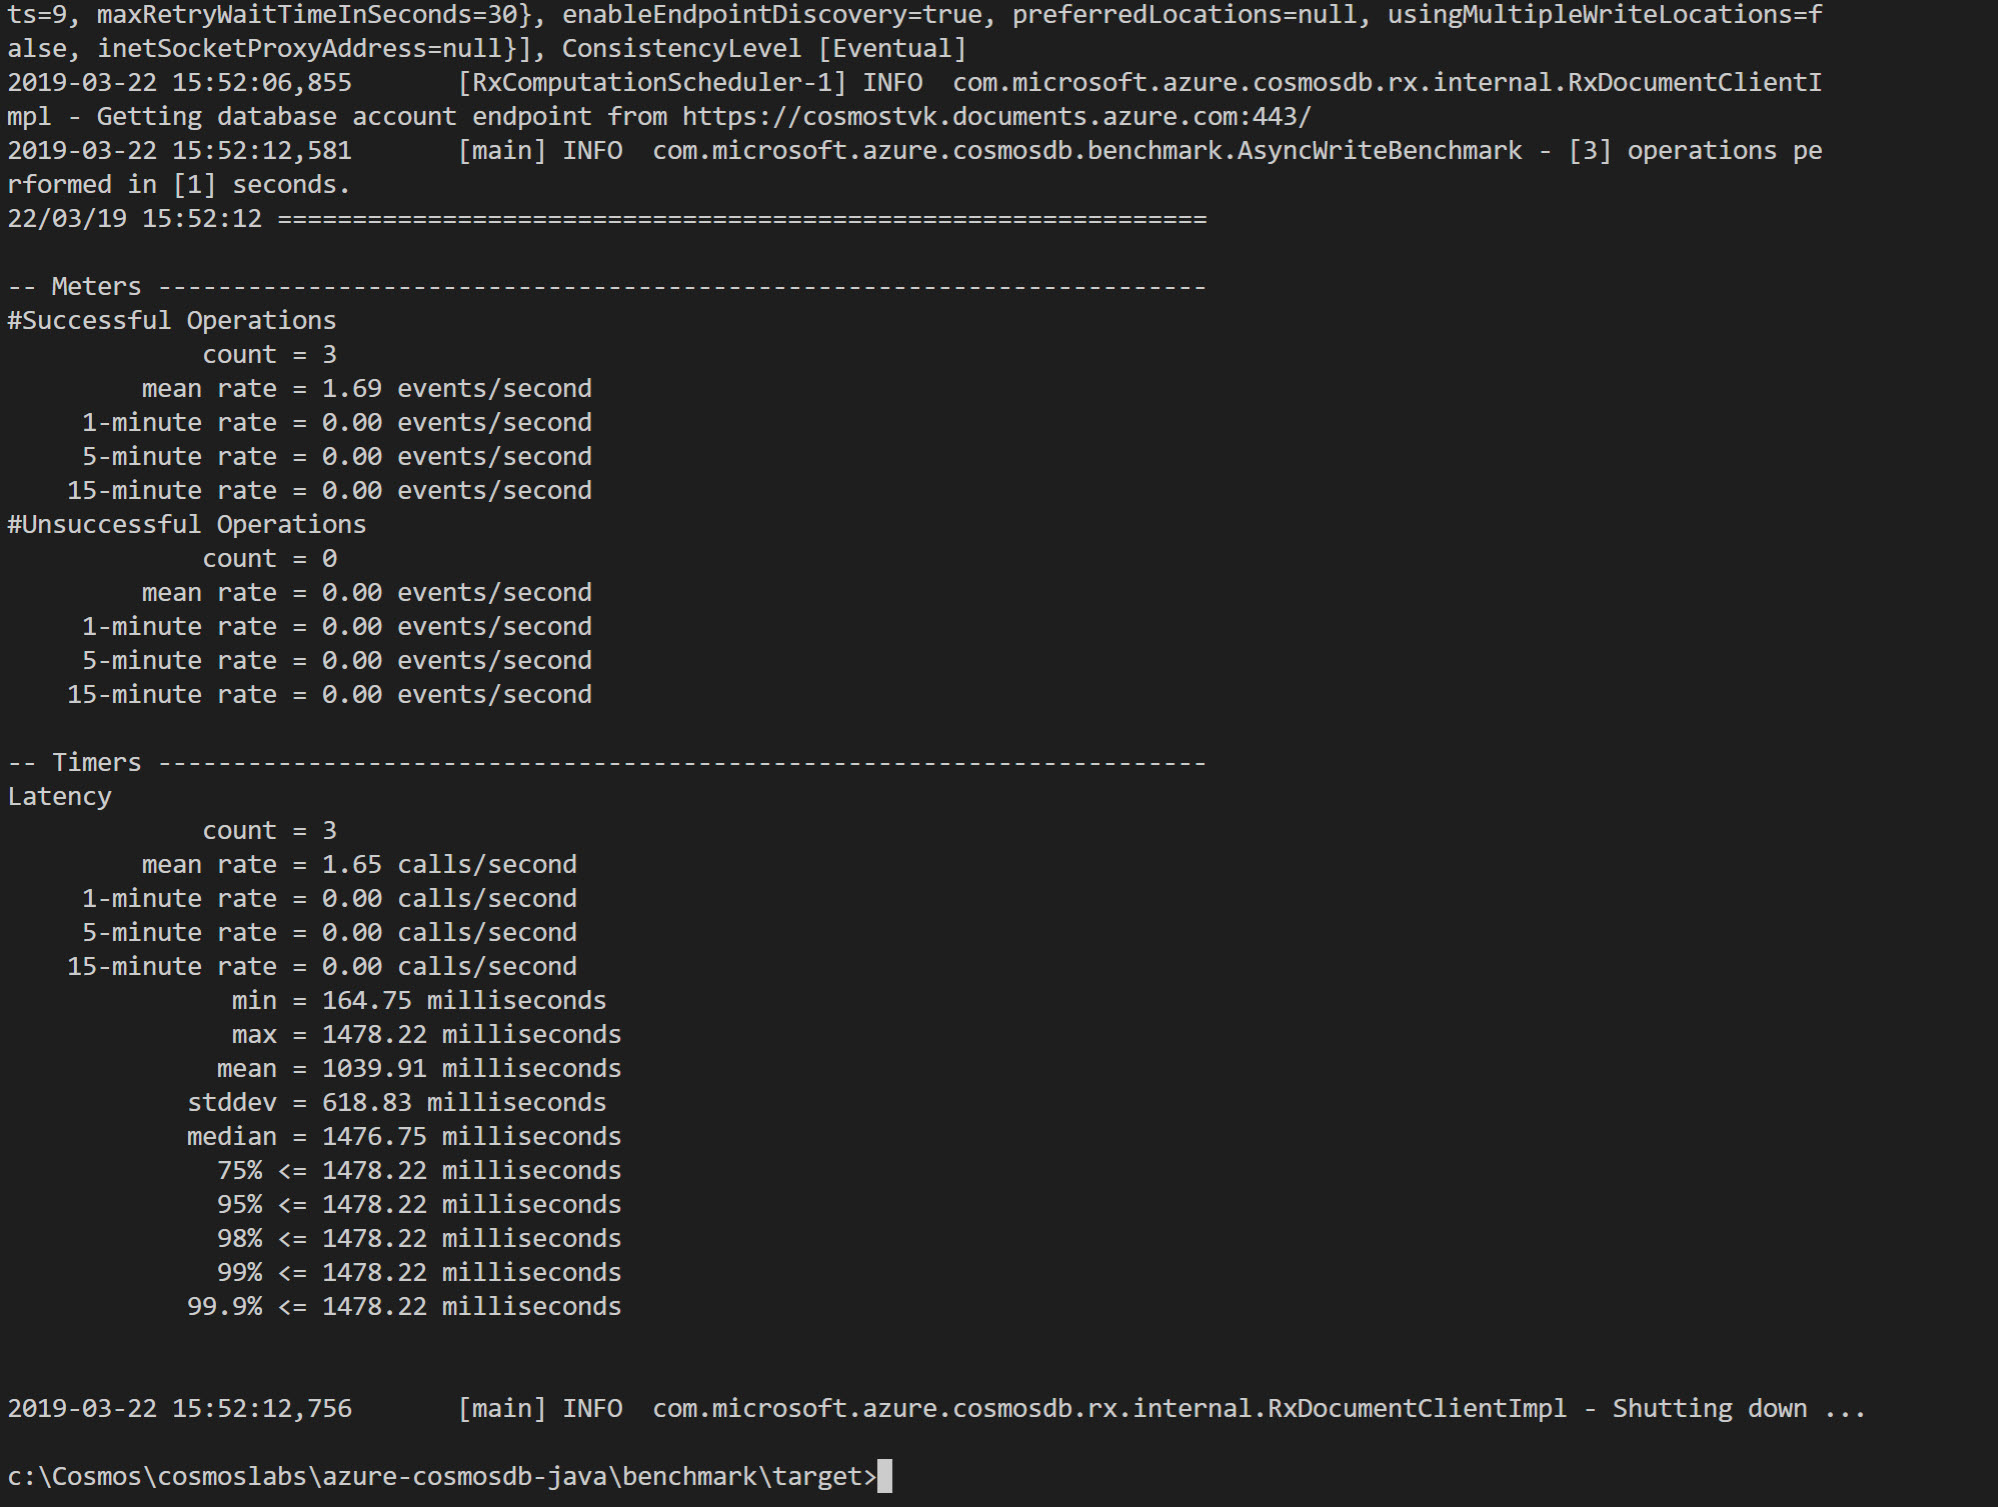 ts=9, maxRetryWaitTimeInSeconds=30}, enableEndpointDiscovery=true, preferredLocations=null, usingMultipleWriteLocations=f
alse, inetSocketProxyAddress=null}], ConsistencyLevel [Eventual]
2019-03-22 15:52:06,855       [RxComputationScheduler-1] INFO  com.microsoft.azure.cosmosdb.rx.internal.RxDocumentClientI
mpl - Getting database account endpoint from https://cosmostvk.documents.azure.com:443/
2019-03-22 15:52:12,581       [main] INFO  com.microsoft.azure.cosmosdb.benchmark.AsyncWriteBenchmark - [3] operations pe
rformed in [1] seconds.
22/03/19 15:52:12 ==============================================================

-- Meters ----------------------------------------------------------------------
#Successful Operations
             count = 3
         mean rate = 1.69 events/second
     1-minute rate = 0.00 events/second
     5-minute rate = 0.00 events/second
    15-minute rate = 0.00 events/second
#Unsuccessful Operations
             count = 0
         mean rate = 0.00 events/second
     1-minute rate = 0.00 events/second
     5-minute rate = 0.00 events/second
    15-minute rate = 0.00 events/second

-- Timers ----------------------------------------------------------------------
Latency
             count = 3
         mean rate = 1.65 calls/second
     1-minute rate = 0.00 calls/second
     5-minute rate = 0.00 calls/second
    15-minute rate = 0.00 calls/second
               min = 164.75 milliseconds
               max = 1478.22 milliseconds
              mean = 1039.91 milliseconds
            stddev = 618.83 milliseconds
            median = 1476.75 milliseconds
              75% <= 1478.22 milliseconds
              95% <= 1478.22 milliseconds
              98% <= 1478.22 milliseconds
              99% <= 1478.22 milliseconds
            99.9% <= 1478.22 milliseconds


2019-03-22 15:52:12,756       [main] INFO  com.microsoft.azure.cosmosdb.rx.internal.RxDocumentClientImpl - Shutting down ...

c:\Cosmos\cosmoslabs\azure-cosmosdb-java\benchmark\target>